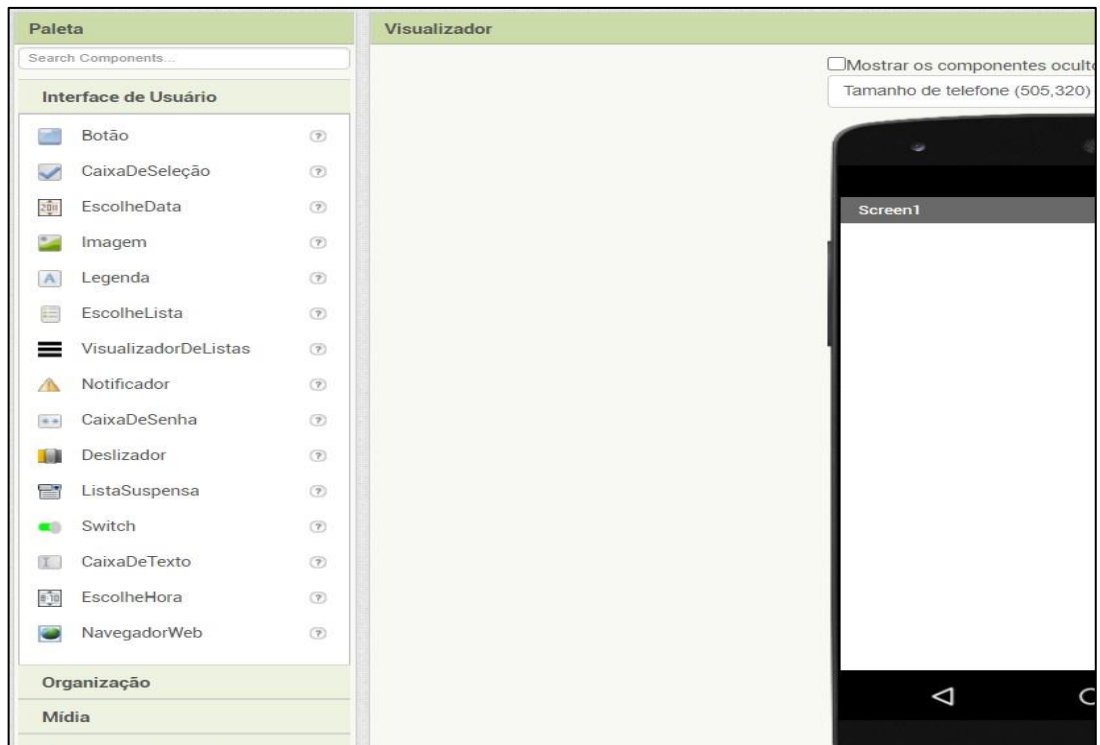 Paleta
Search Components...
Interface de Usuário
Botão
CaixaDeSeleção
EscolheData
Imagem
Legenda
EscolheLista
VisualizadorDeListas
Notificador
CaixaDeSenha
Deslizador
ListaSuspensa
Switch
CaixaDeTexto
EscolheHora
NavegadorWeb
Organização
Mídia
Visualizador
Mostrar os componentes oculto
Tamanho de telefone (505,320)
Screen1